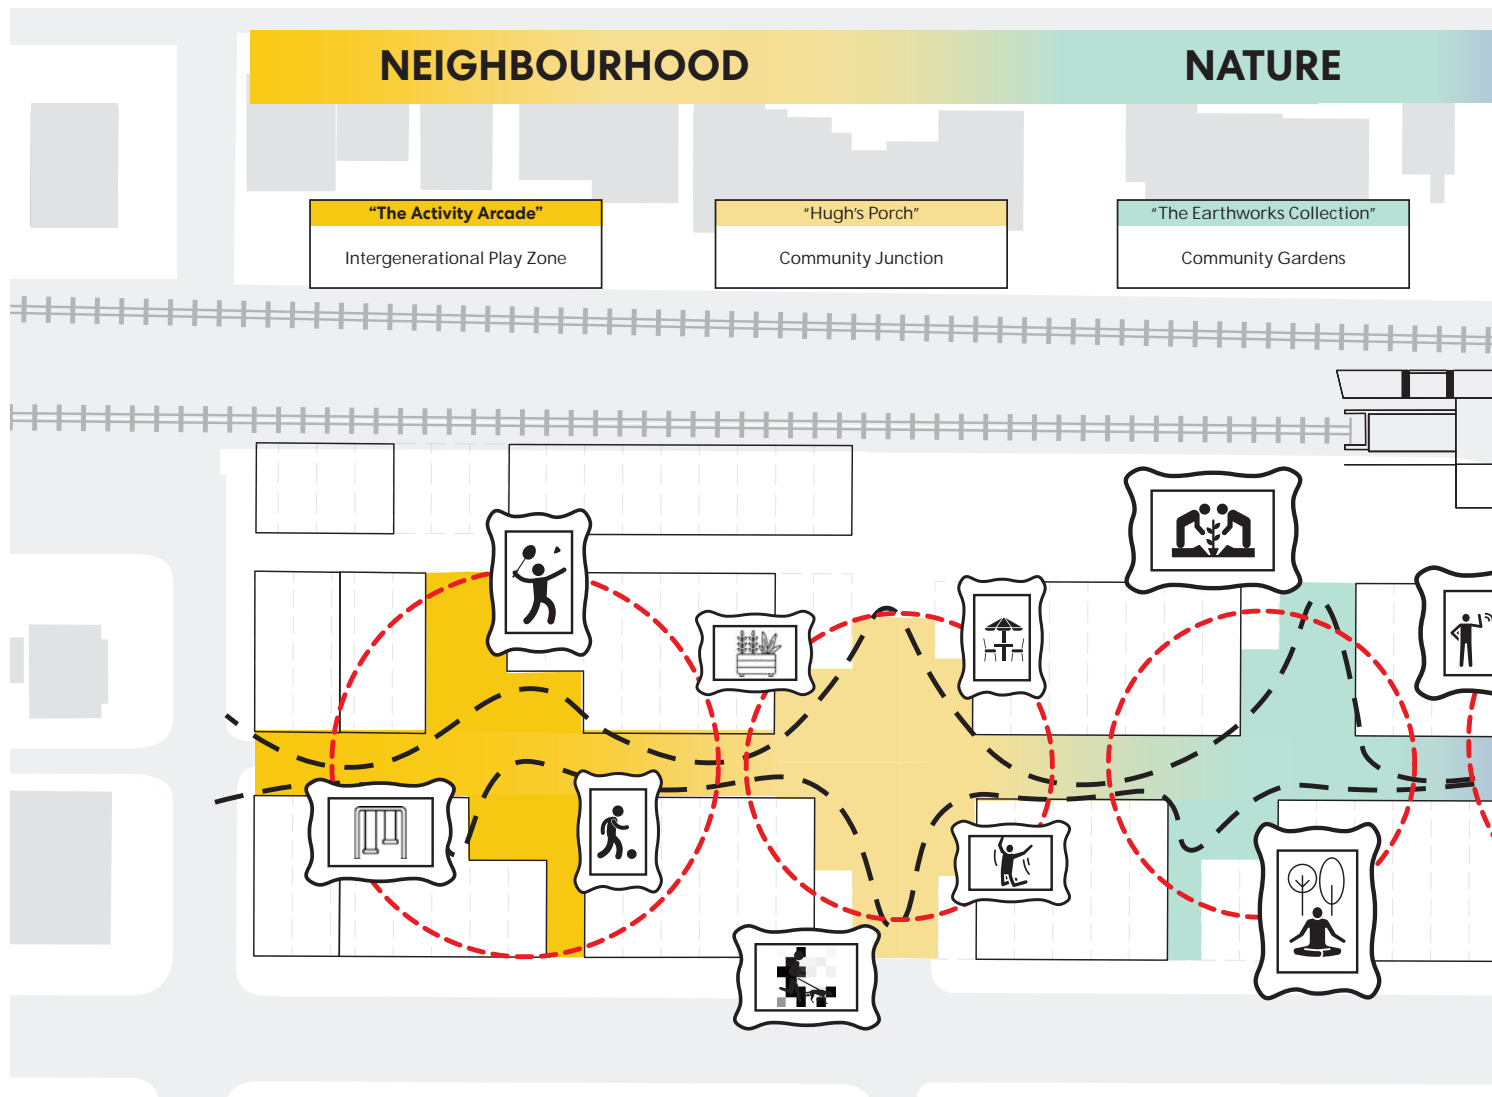 NEIGHBOURHOOD
NATURE
“The Activity Arcade”
Intergenerational Play Zone
“Hugh’s Porch”
Community Junction
“The Earthworks Collection”
Community Gardens